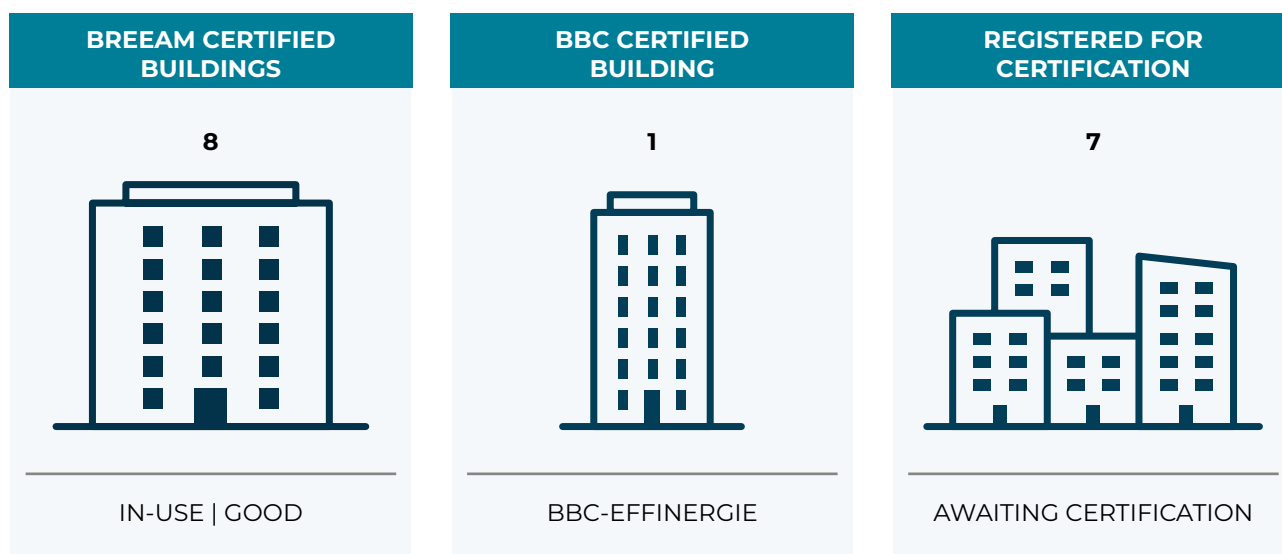 BREEAM CERTIFIED
BUILDINGS
8
IN-USE | GOOD
BBC CERTIFIED
BUILDING
1
BBC-EFFINERGIE
REGISTERED FOR
CERTIFICATION
7
AWAITING CERTIFICATION